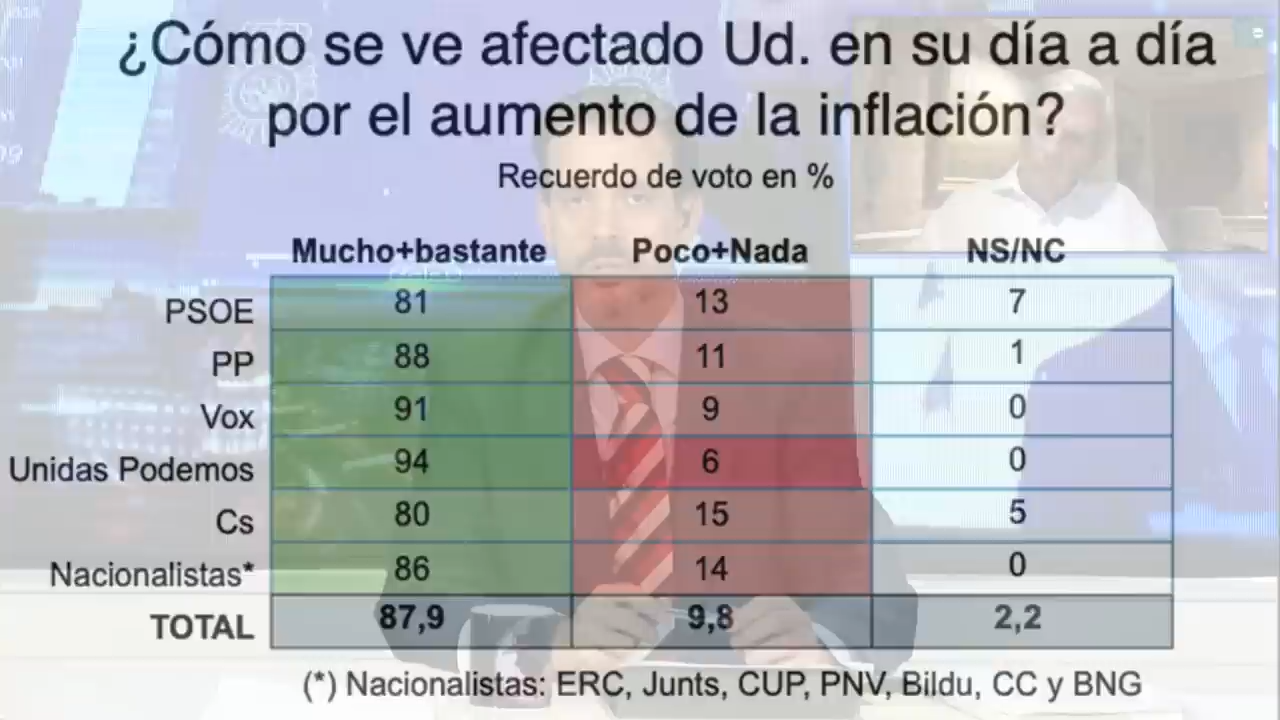 ¿Cómo se ve afectado Ud. en su día a día
por el aumento de la inflación?
Recuerdo de voto en %
Mucho+bastante Poco+Nada NS/NC
PSOE 81 13 7
PP 88 11 1
Vox 91 9 0
Unidas Podemos 94 6 0
Cs 80 15 5
Nacionalistas* 86 14 0
TOTAL 87,9 9,8 2,2
(*) Nacionalistas: ERC, Junts, CUP, PNV, Bildu, CC y BNG